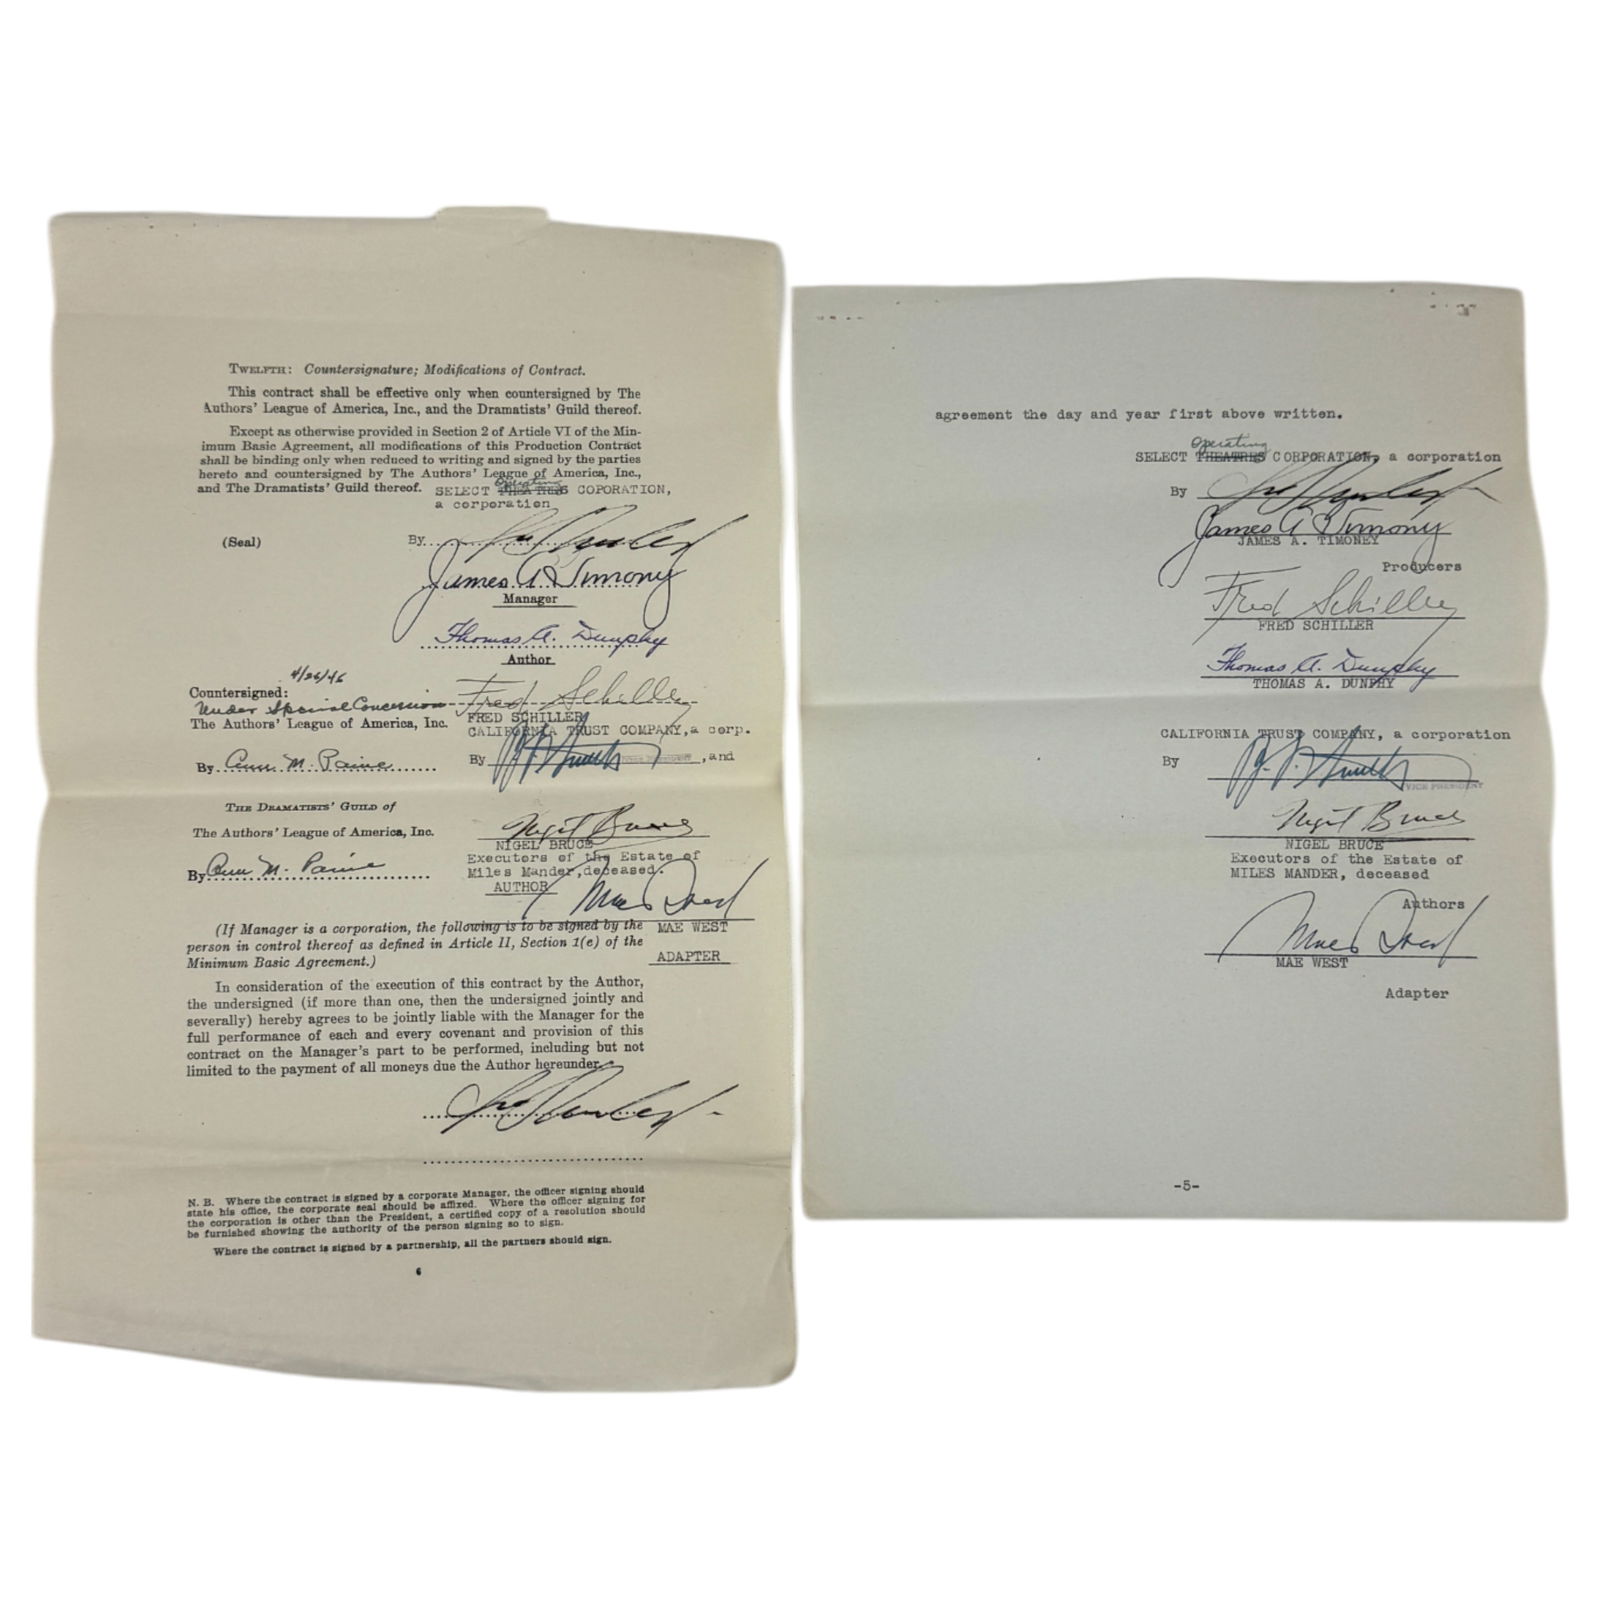 TWELFTH: Countersignature; Modifications of Contract.
This contract shall be effective only when countersigned by The
Authors' League of America, Inc., and the Dramatists' Guild thereof.
Except as otherwise provided in Section 2 of Article VI of the Min-
imum Basic Agreement, all modifications of this Production Contract
shall be binding only when reduced to writing and signed by the parties
hereto and countersigned by The Authors' League of America, Inc.,
and The Dramatists' Guild thereof.
Operating
SELECT THEATRES COPORATION,
a corporation
(Seal)
By
James A Timony
Manager
Thomas A. Dunphy
Author
4/26/46
Countersigned:
Under Special Concession
The Authors' League of America, Inc.
Fred Schiller
FRED SCHILLER
CALIFORNIA TRUST COMPANY, a corp.
By Ann M. Paine
By , and
THE DRAMATISTS' GUILD of
The Authors' League of America, Inc.
By Ann M. Paine
Nigel Bruce
NIGEL BRUCE
Executors of the Estate of
Miles Mander, deceased.
AUTHOR
Mae West
MAE WEST
ADAPTER
(If Manager is a corporation, the following is to be signed by the
person in control thereof as defined in Article II, Section 1(e) of the
Minimum Basic Agreement.)
In consideration of the execution of this contract by the Author,
the undersigned (if more than one, then the undersigned jointly and
severally) hereby agrees to be jointly liable with the Manager for the
full performance of each and every covenant and provision of this
contract on the Manager's part to be performed, including but not
limited to the payment of all moneys due the Author hereunder.
N. B. Where the contract is signed by a corporate Manager, the officer signing should
state his office, the corporate seal should be affixed. Where the officer signing for
the corporation is other than the President, a certified copy of a resolution should
be furnished showing the authority of the person signing so to sign.
Where the contract is signed by a partnership, all the partners should sign.
6
agreement the day and year first above written.
Operating
SELECT THEATRES CORPORATION, a corporation
By
James A Timony
JAMES A. TIMONEY
Producers
Fred Schiller
FRED SCHILLER
Thomas A. Dunphy
THOMAS A. DUNPHY
CALIFORNIA TRUST COMPANY, a corporation
By
VICE PRESIDENT
Nigel Bruce
NIGEL BRUCE
Executors of the Estate of
MILES MANDER, deceased
Authors
Mae West
MAE WEST
Adapter
-5-